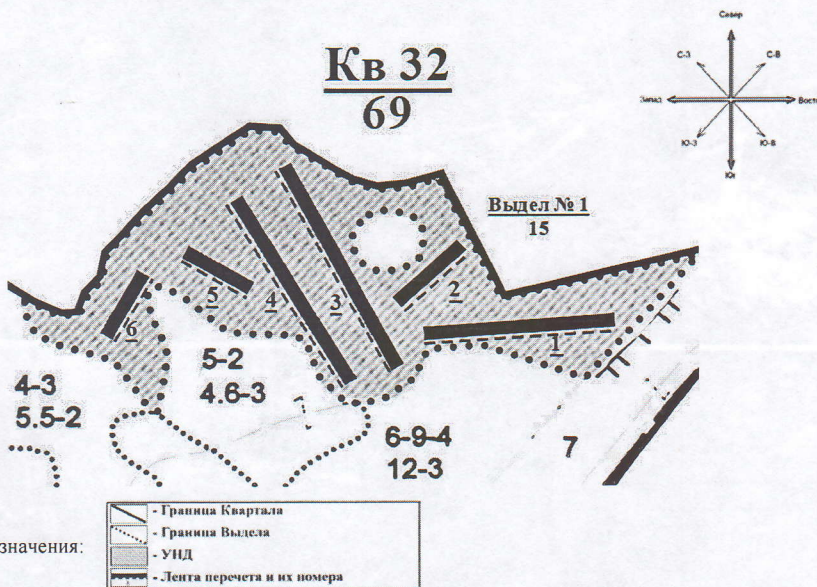 Кв 32
69
Север
С-З
С-В
Запад
Восто
Ю-З
Ю-В
Юг
Выдел № 1
15
2
5
4
3
6
1
5-2
4.6-3
4-3
5.5-2
6-9-4
12-3
7
значения:
- Граница Квартала
- Граница Выдела
- УНД
- Лента перечета и их номера